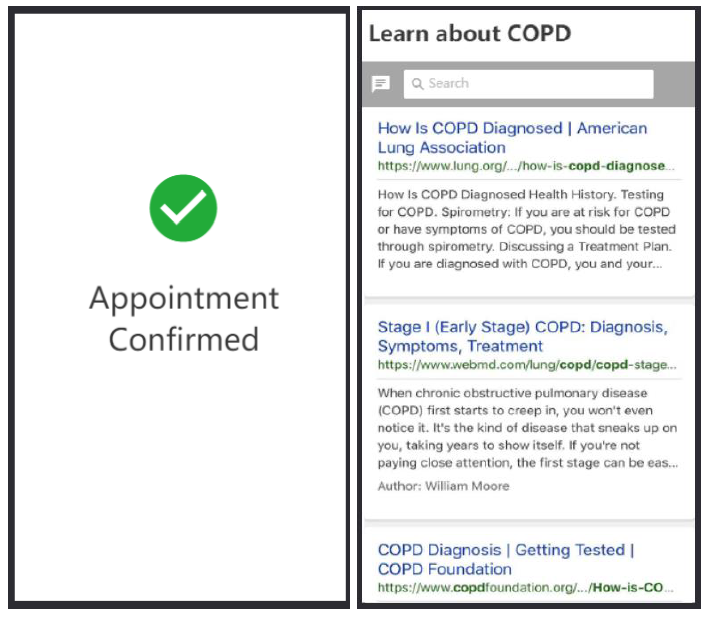 Appointment
Confirmed
Learn about COPD
Search
How Is COPD Diagnosed | American
Lung Association
https://www.lung.org/.../how-is-copd-diagnose...
How Is COPD Diagnosed Health History. Testing
for COPD. Spirometry: If you are at risk for COPD
or have symptoms of COPD, you should be tested
through spirometry. Discussing a Treatment Plan.
If you are diagnosed with COPD, you and your...
Stage I (Early Stage) COPD: Diagnosis,
Symptoms, Treatment
https://www.webmd.com/lung/copd/copd-stage...
When chronic obstructive pulmonary disease
(COPD) first starts to creep in, you won't even
notice it. It's the kind of disease that sneaks up on
you, taking years to show itself. If you're not
paying close attention, the first stage can be eas...
Author: William Moore
COPD Diagnosis | Getting Tested |
COPD Foundation
https://www.copdfoundation.org/.../How-is-CO...